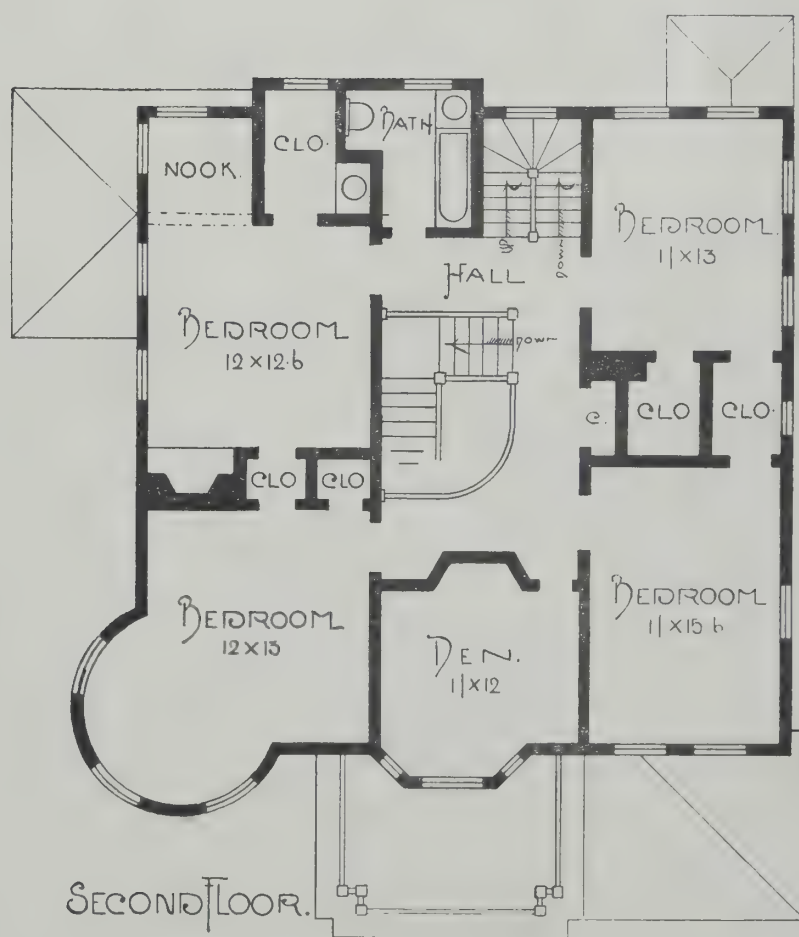 NOOK.
CLO.
BATH
UP
DOWN
BEDROOM.
11 X 13
HALL
BEDROOM
12 X 12.6
DOWN
C.
CLO
CLO.
CLO
CLO
BEDROOM
12 X 13
DEN.
11 X 12
BEDROOM
11 X 15 6
SECOND FLOOR.